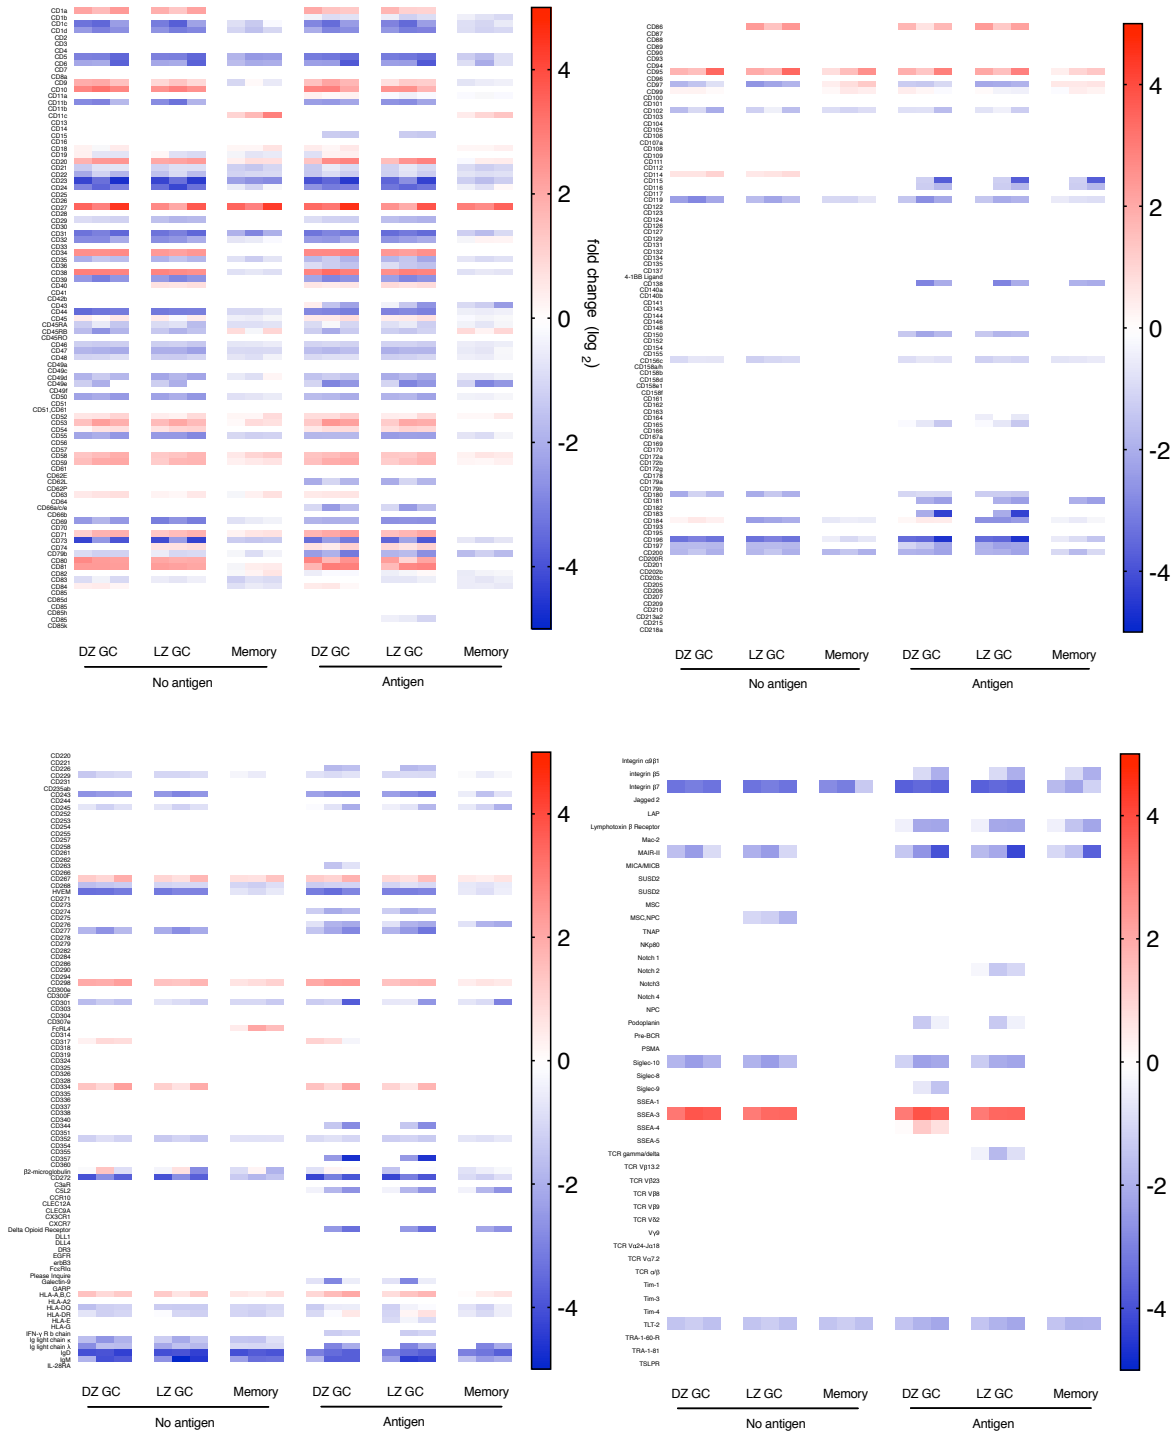 CD1a
CD1b
CD1c
CD1d
CD2
CD3
CD4
CD5
CD6
CD7
CD8a
CD9
CD10
CD11a
CD11b
CD11b
CD11c
CD13
CD14
CD15
CD16
CD18
CD19
CD20
CD21
CD22
CD23
CD24
CD25
CD26
CD27
CD28
CD29
CD30
CD31
CD32
CD33
CD34
CD35
CD36
CD38
CD39
CD40
CD41
CD42b
CD43
CD44
CD45
CD45RA
CD45RB
CD45RO
CD46
CD47
CD48
CD49a
CD49c
CD49d
CD49e
CD49f
CD50
CD51
CD51,CD61
CD52
CD53
CD54
CD55
CD56
CD57
CD58
CD59
CD61
CD62E
CD62L
CD62P
CD63
CD64
CD66a/c/e
CD66b
CD69
CD70
CD71
CD73
CD74
CD79b
CD80
CD81
CD82
CD83
CD84
CD85
CD85d
CD85
CD85h
CD85
CD85k
4
2
0
-2
-4
fold change (log 2)
DZ GC LZ GC Memory DZ GC LZ GC Memory
No antigen Antigen
CD86
CD87
CD88
CD89
CD90
CD93
CD94
CD95
CD96
CD97
CD99
CD100
CD101
CD102
CD103
CD104
CD105
CD106
CD107a
CD108
CD109
CD111
CD112
CD114
CD115
CD116
CD117
CD119
CD122
CD123
CD124
CD126
CD127
CD129
CD131
CD132
CD134
CD135
CD137
4-1BB Ligand
CD138
CD140a
CD140b
CD141
CD143
CD144
CD146
CD148
CD150
CD152
CD154
CD155
CD156c
CD158a/h
CD158b
CD158d
CD158e1
CD158f
CD161
CD162
CD163
CD164
CD165
CD166
CD167a
CD169
CD170
CD172a
CD172b
CD172g
CD178
CD179a
CD179b
CD180
CD181
CD182
CD183
CD184
CD193
CD195
CD196
CD197
CD200
CD200R
CD201
CD202b
CD203c
CD205
CD206
CD207
CD209
CD210
CD213a2
CD215
CD218a
4
2
0
-2
-4
DZ GC LZ GC Memory DZ GC LZ GC Memory
No antigen Antigen
CD220
CD221
CD226
CD229
CD231
CD235ab
CD243
CD244
CD245
CD252
CD253
CD254
CD255
CD257
CD258
CD261
CD262
CD263
CD266
CD267
CD268
HVEM
CD271
CD273
CD274
CD275
CD276
CD277
CD278
CD279
CD282
CD284
CD286
CD290
CD294
CD298
CD300e
CD300F
CD301
CD303
CD304
CD307e
FcRL4
CD314
CD317
CD318
CD319
CD324
CD325
CD326
CD328
CD334
CD335
CD336
CD337
CD338
CD340
CD344
CD351
CD352
CD354
CD355
CD357
CD360
β2-microglobulin
CD272
C3aR
C5L2
CCR10
CLEC12A
CLEC9A
CX3CR1
CXCR7
Delta Opioid Receptor
DLL1
DLL4
DR3
EGFR
erbB3
FcεRIα
Please Inquire
Galectin-9
GARP
HLA-A,B,C
HLA-A2
HLA-DQ
HLA-DR
HLA-E
HLA-G
IFN-γ R b chain
Ig light chain κ
Ig light chain λ
IgD
IgM
IL-28RA
4
2
0
-2
-4
DZ GC LZ GC Memory DZ GC LZ GC Memory
No antigen Antigen
Integrin α9β1
integrin β5
Integrin β7
Jagged 2
LAP
Lymphotoxin β Receptor
Mac-2
MAIR-II
MICA/MICB
SUSD2
SUSD2
MSC
MSC,NPC
TNAP
NKp80
Notch 1
Notch 2
Notch3
Notch 4
NPC
Podoplanin
Pre-BCR
PSMA
Siglec-10
Siglec-8
Siglec-9
SSEA-1
SSEA-3
SSEA-4
SSEA-5
TCR gamma/delta
TCR Vβ13.2
TCR Vβ23
TCR Vβ8
TCR Vβ9
TCR Vδ2
Vγ9
TCR Vα24-Jα18
TCR Vα7.2
TCR α/β
Tim-1
Tim-3
Tim-4
TLT-2
TRA-1-60-R
TRA-1-81
TSLPR
4
2
0
-2
-4
DZ GC LZ GC Memory DZ GC LZ GC Memory
No antigen Antigen